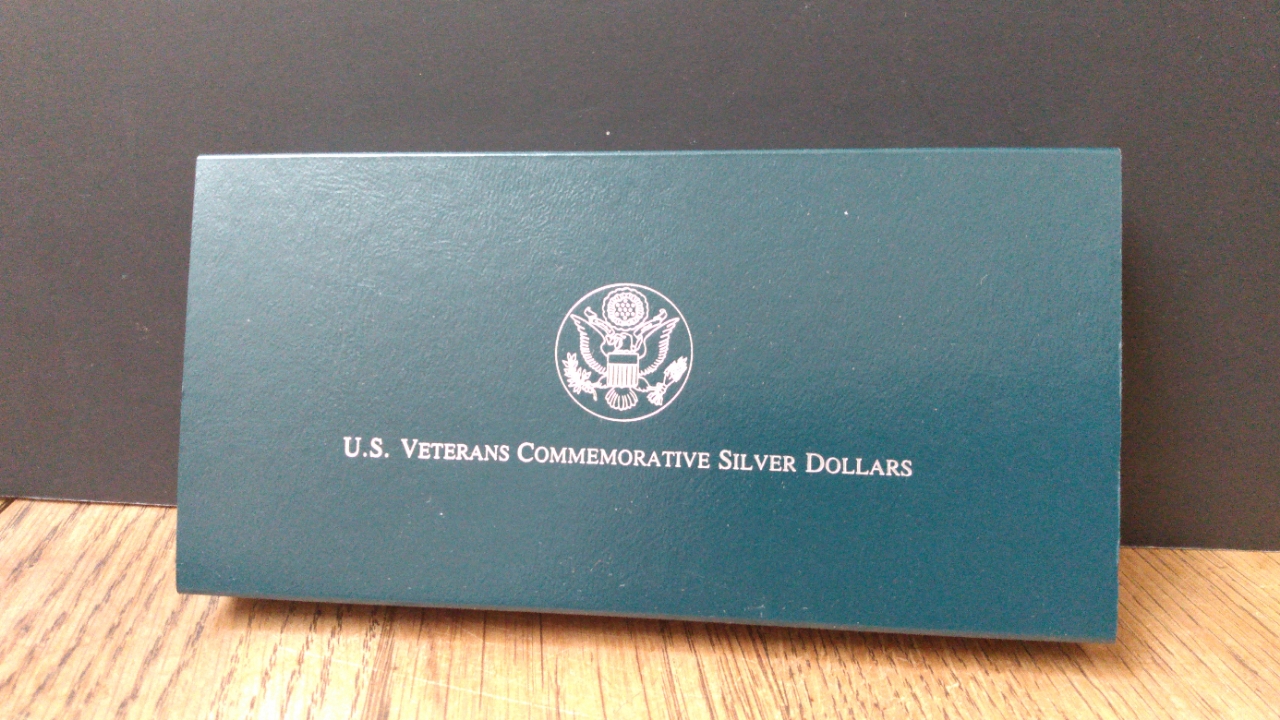 U.S. VETERANS COMMEMORATIVE SILVER DOLLARS